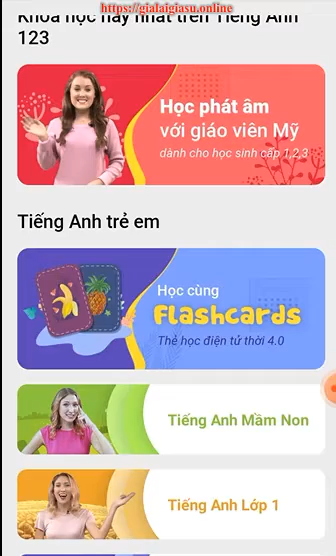 https://gialaigiasu.online
Khóa học hay nhất trên Tiếng Anh
123
Học phát âm
với giáo viên Mỹ
dành cho học sinh cấp 1,2,3
Tiếng Anh trẻ em
Học cùng
Flashcards
Thẻ học điện tử thời 4.0
Tiếng Anh Mầm Non
Tiếng Anh Lớp 1